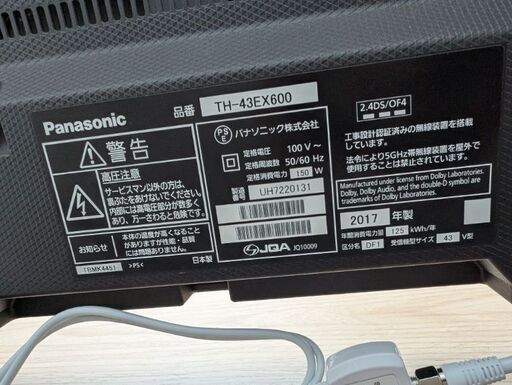 Panasonic
品番 TH-43EX600
警告
高圧注意
サービスマン以外の方は、
裏ぶたをあけないでください。
内部には高電圧部分が数多く
あり、万一さわると危険です。
お知らせ
本体の温度が高くなること
がありますが性能・品質に
は問題ありません。
TBMK4451 >PS< 日本製
PSE パナソニック株式会社
定格電圧 100 V～
定格周波数 50/60 Hz
定格消費電力 150 W
製造番号 UH7220131
JQA JQ10009
2.4DS/OF4
工事設計認証済みの無線装置を搭載
しています。
法令により5GHz帯無線装置を屋外で
使用することは禁止されています。
Manufactured under license from Dolby Laboratories.
Dolby, Dolby Audio, and the double-D symbol are
trademarks of Dolby Laboratories.
2017 年製
年間消費電力量 125 kWh/年
区分名 DF1 受信機型サイズ 43 V型